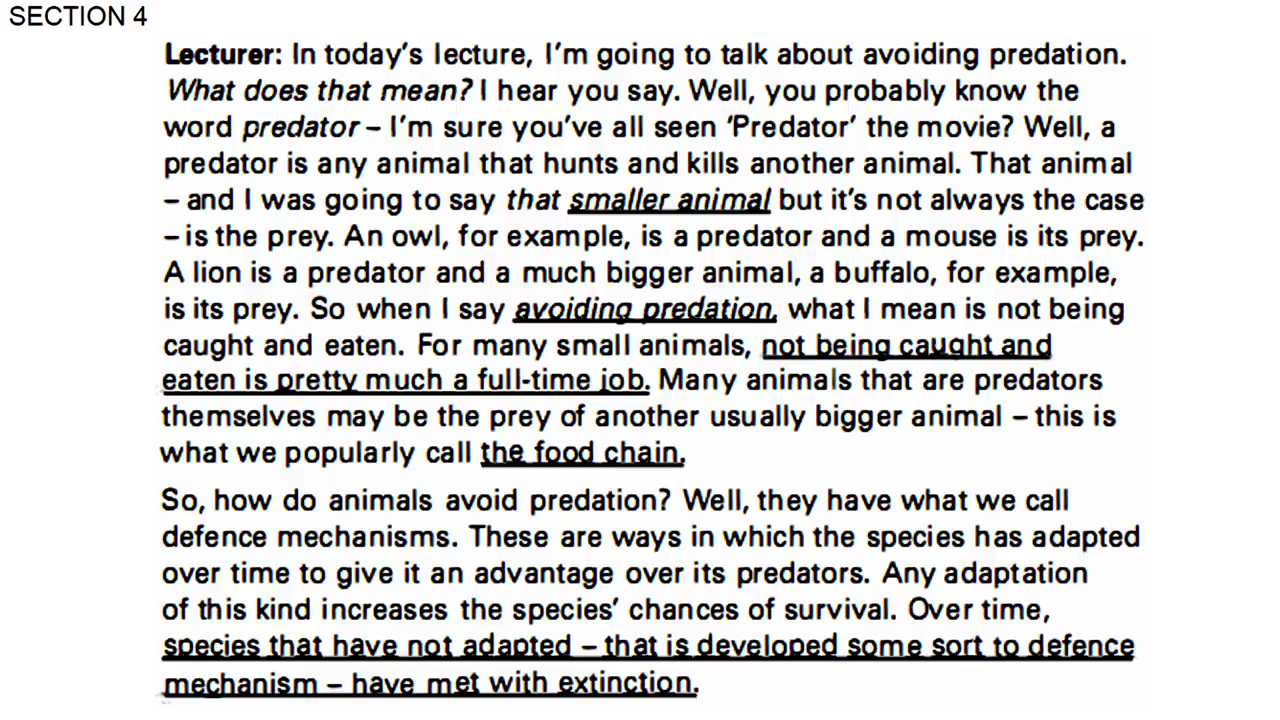 SECTION 4
Lecturer: In today's lecture, I'm going to talk about avoiding predation.
What does that mean? I hear you say. Well, you probably know the
word predator – I'm sure you've all seen 'Predator' the movie? Well, a
predator is any animal that hunts and kills another animal. That animal
– and I was going to say that smaller animal but it's not always the case
– is the prey. An owl, for example, is a predator and a mouse is its prey.
A lion is a predator and a much bigger animal, a buffalo, for example,
is its prey. So when I say avoiding predation, what I mean is not being
caught and eaten. For many small animals, not being caught and
eaten is pretty much a full-time job. Many animals that are predators
themselves may be the prey of another usually bigger animal – this is
what we popularly call the food chain.
So, how do animals avoid predation? Well, they have what we call
defence mechanisms. These are ways in which the species has adapted
over time to give it an advantage over its predators. Any adaptation
of this kind increases the species' chances of survival. Over time,
species that have not adapted – that is developed some sort to defence
mechanism – have met with extinction.